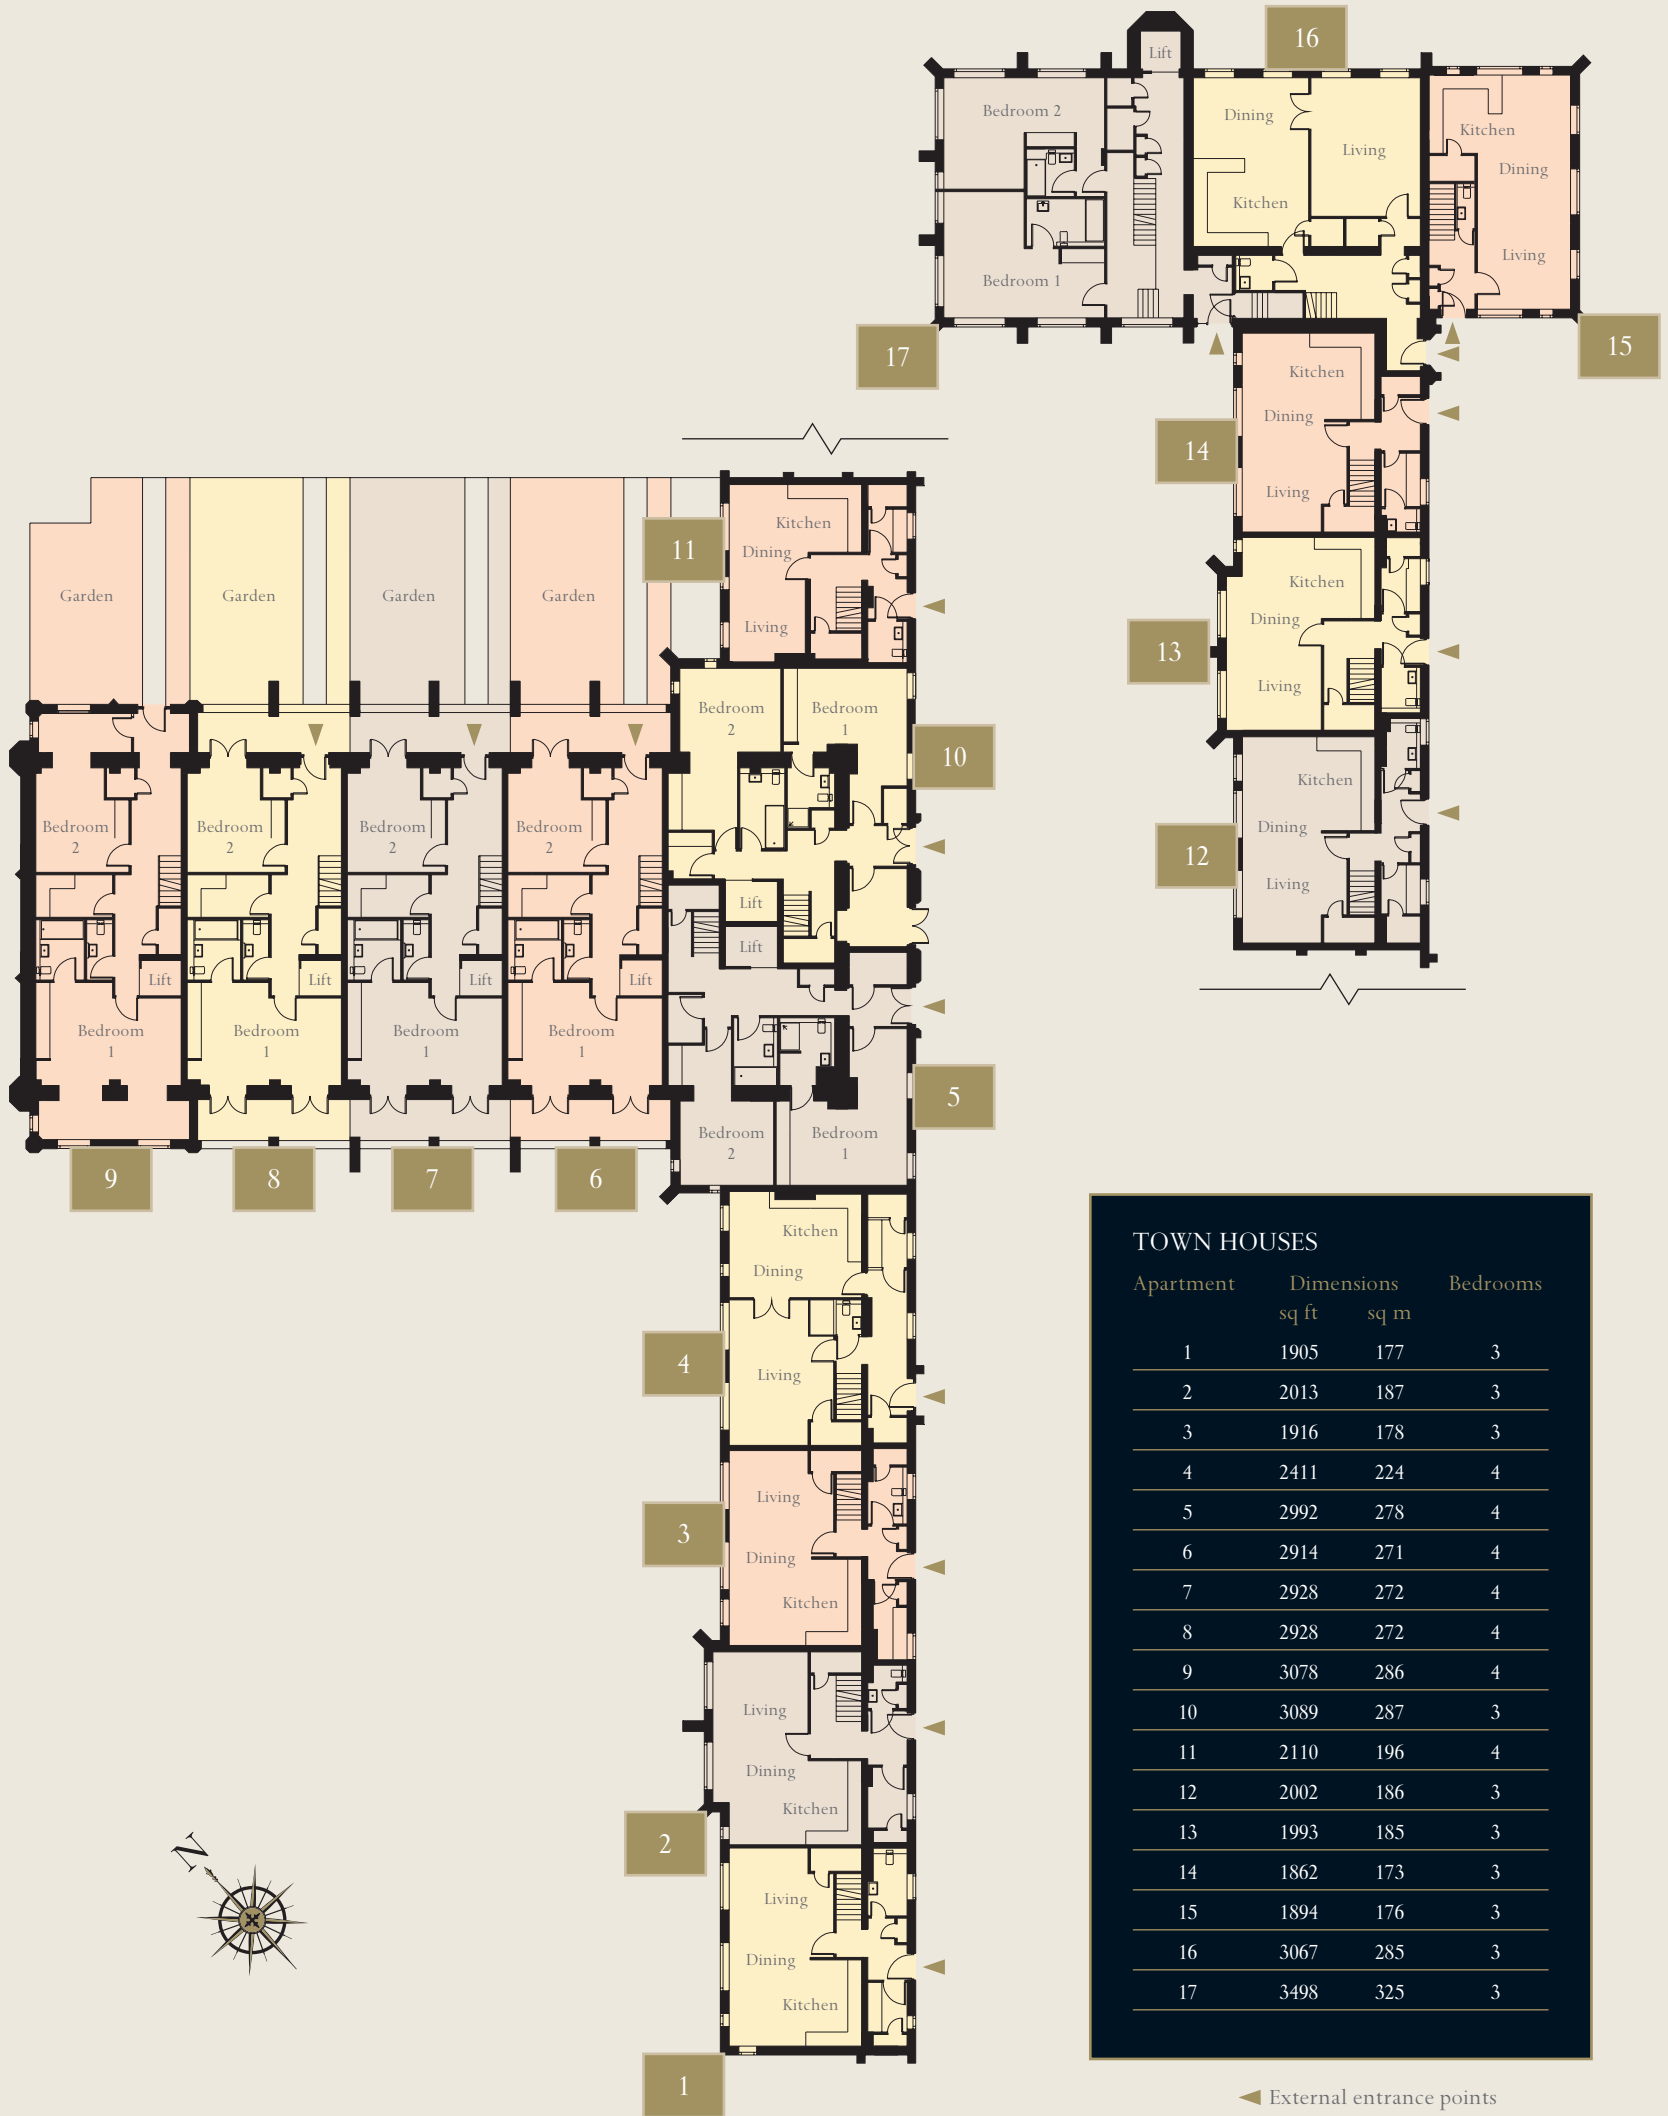 16
Lift
Bedroom 2
Dining
Living
Kitchen
Kitchen
Dining
Living
Bedroom 1
17
15
Kitchen
Dining
14
Living
11
Kitchen
Dining
Living
Garden
Garden
Garden
Garden
Kitchen
Dining
13
Living
Bedroom
2
Bedroom
1
10
Kitchen
Dining
12
Living
Bedroom
2
Bedroom
2
Bedroom
2
Bedroom
2
Lift
Lift
Lift
Lift
Lift
Lift
Bedroom
1
Bedroom
1
Bedroom
1
Bedroom
1
5
Bedroom
2
Bedroom
1
9
8
7
6
Kitchen
Dining
4
Living
Living
3
Dining
Kitchen
Living
Dining
Kitchen
2
Living
Dining
Kitchen
1
N
TOWN HOUSES
Apartment Dimensions Bedrooms
sq ft sq m
1 1905 177 3
2 2013 187 3
3 1916 178 3
4 2411 224 4
5 2992 278 4
6 2914 271 4
7 2928 272 4
8 2928 272 4
9 3078 286 4
10 3089 287 3
11 2110 196 4
12 2002 186 3
13 1993 185 3
14 1862 173 3
15 1894 176 3
16 3067 285 3
17 3498 325 3
External entrance points